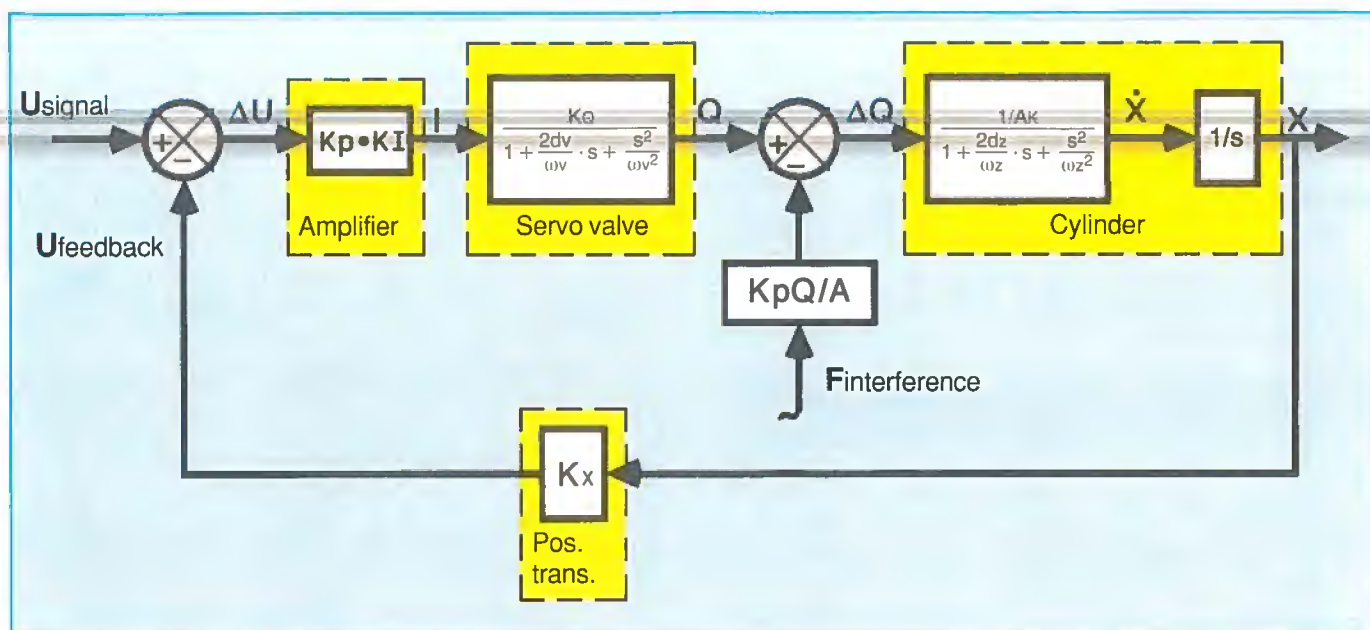 Usignal
+
−
ΔU
Kp•KI
Amplifier
I
KQ
1 + 2dv/ωv · s + s²/ωv²
Servo valve
Q
+
−
ΔQ
1/AK
1 + 2dz/ωz · s + s²/ωz²
Ẋ
1/s
Cylinder
X
Ufeedback
KpQ/A
Finterference
Kx
Pos.
trans.